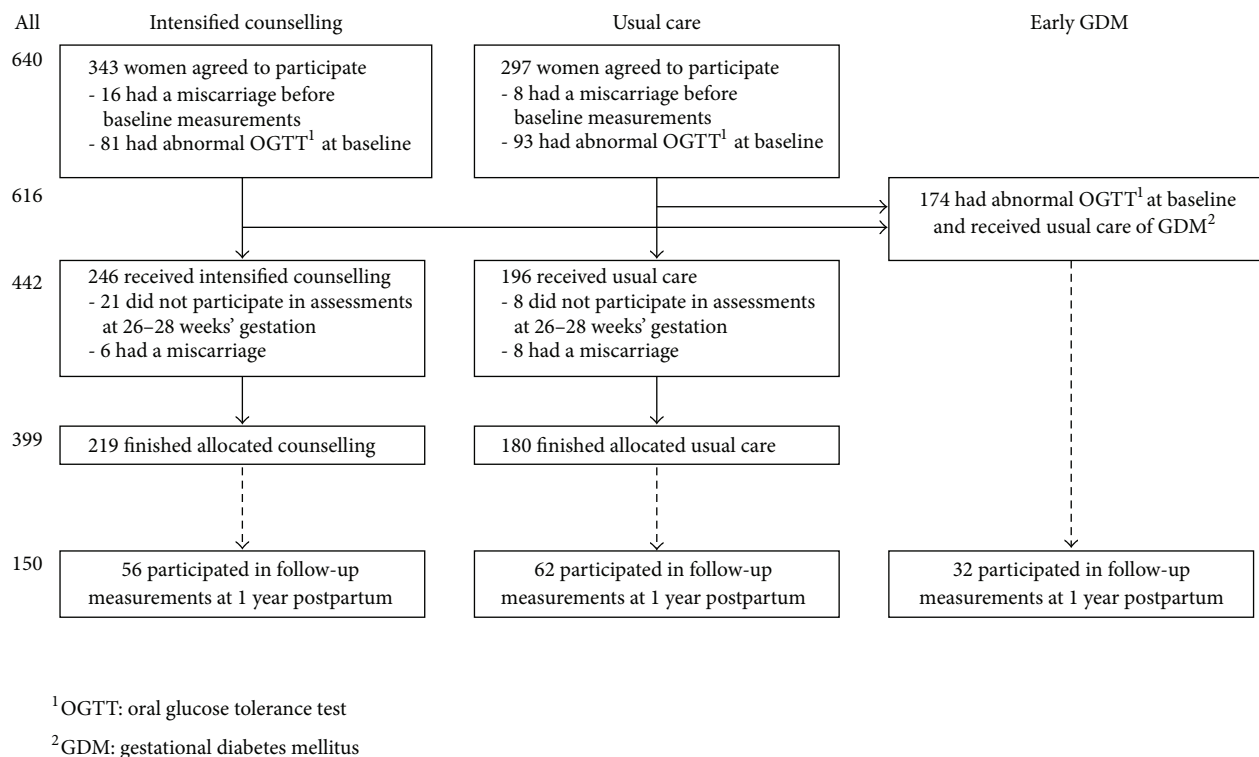 All
Intensified counselling
Usual care
Early GDM
640
343 women agreed to participate
- 16 had a miscarriage before
baseline measurements
- 81 had abnormal OGTT¹ at baseline
297 women agreed to participate
- 8 had a miscarriage before
baseline measurements
- 93 had abnormal OGTT¹ at baseline
616
174 had abnormal OGTT¹ at baseline
and received usual care of GDM²
442
246 received intensified counselling
- 21 did not participate in assessments
at 26–28 weeks’ gestation
- 6 had a miscarriage
196 received usual care
- 8 did not participate in assessments
at 26–28 weeks’ gestation
- 8 had a miscarriage
399
219 finished allocated counselling
180 finished allocated usual care
150
56 participated in follow-up
measurements at 1 year postpartum
62 participated in follow-up
measurements at 1 year postpartum
32 participated in follow-up
measurements at 1 year postpartum
¹OGTT: oral glucose tolerance test
²GDM: gestational diabetes mellitus